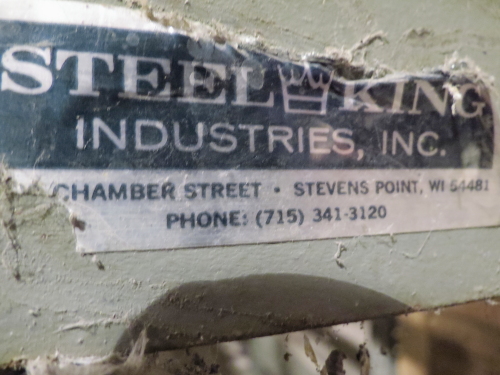 STEEL KING
INDUSTRIES, INC.
CHAMBER STREET • STEVENS POINT, WI 54481
PHONE: (715) 341-3120